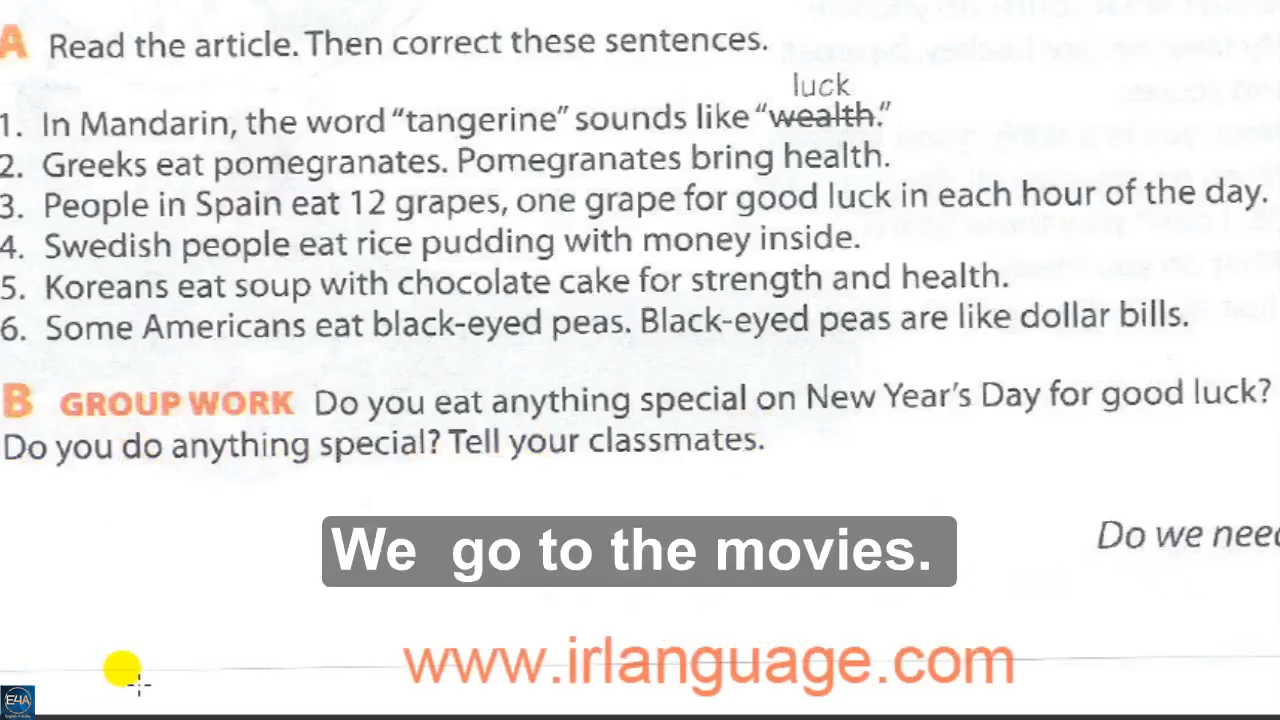 A Read the article. Then correct these sentences.
luck
1. In Mandarin, the word “tangerine” sounds like “wealth.”
2. Greeks eat pomegranates. Pomegranates bring health.
3. People in Spain eat 12 grapes, one grape for good luck in each hour of the day.
4. Swedish people eat rice pudding with money inside.
5. Koreans eat soup with chocolate cake for strength and health.
6. Some Americans eat black-eyed peas. Black-eyed peas are like dollar bills.
B GROUP WORK Do you eat anything special on New Year's Day for good luck?
Do you do anything special? Tell your classmates.
Do we need
We go to the movies.
www.irlanguage.com
E4A